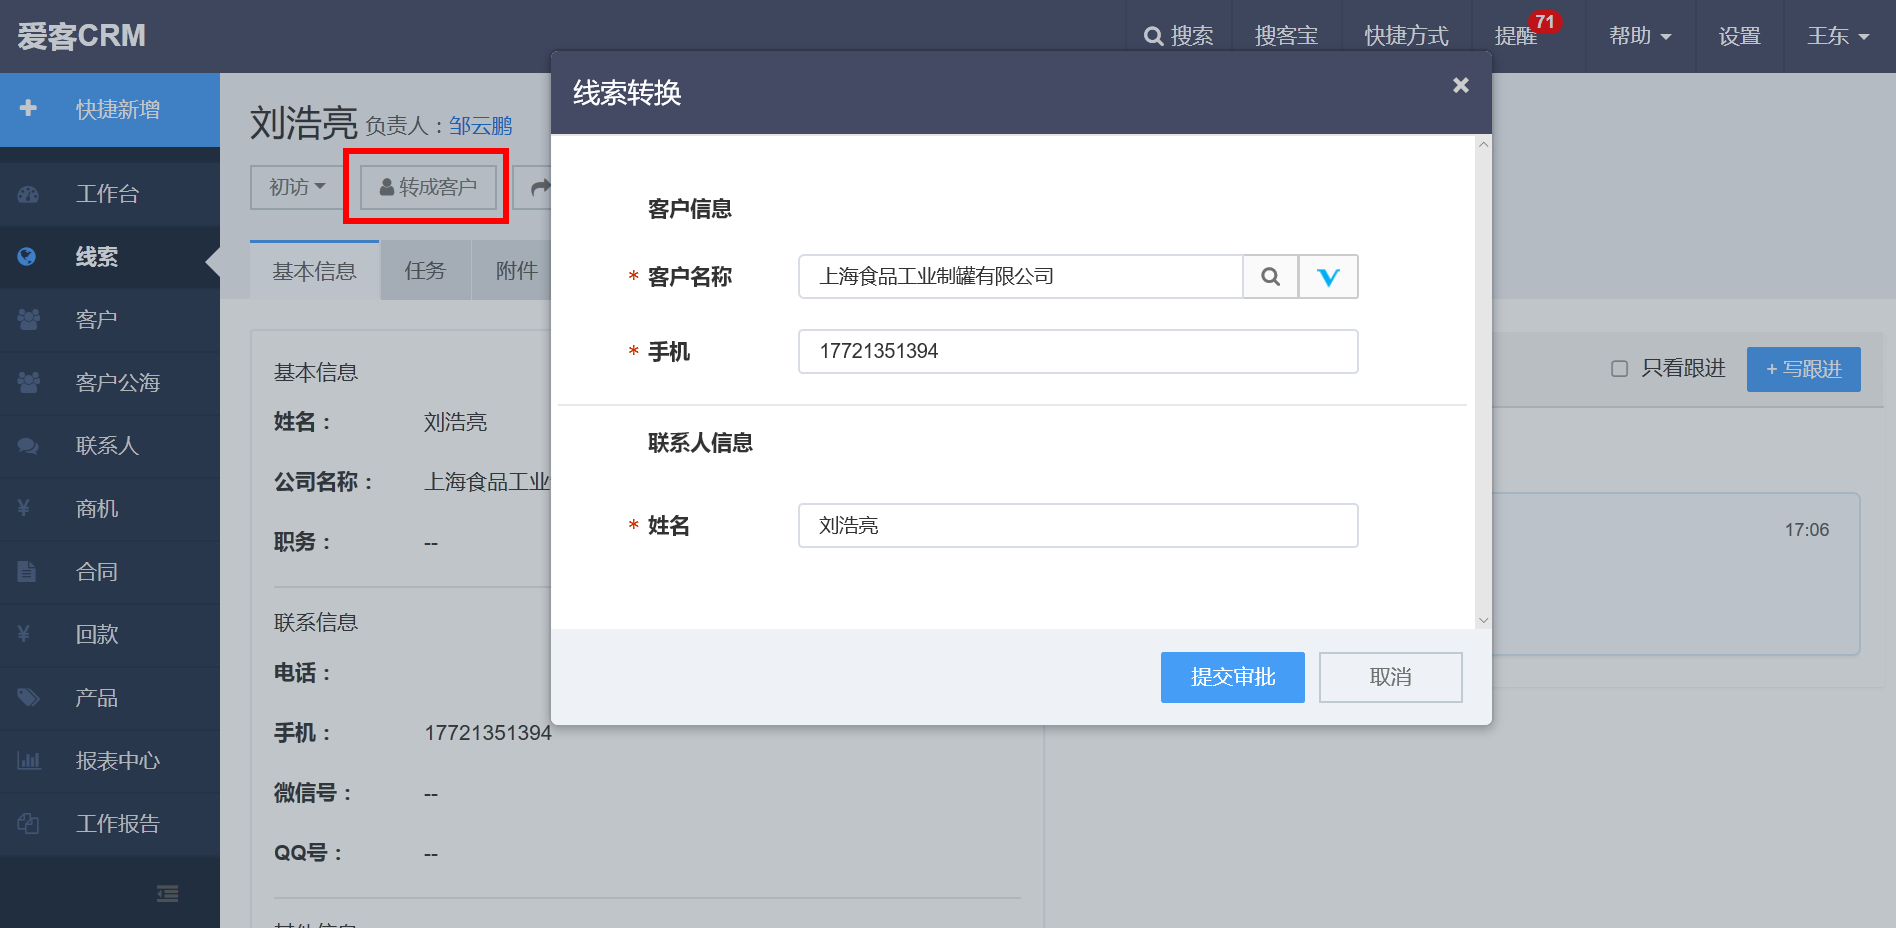 爱客CRM
搜索
搜客宝
快捷方式
提醒
71
帮助
设置
王东
快捷新增
工作台
线索
客户
客户公海
联系人
¥ 商机
合同
¥ 回款
产品
报表中心
工作报告
刘浩亮 负责人：邹云鹏
初访
转成客户
基本信息
任务
附件
基本信息
姓名： 刘浩亮
公司名称： 上海食品工业
职务： --
联系信息
电话：
手机： 17721351394
微信号： --
QQ号： --
线索转换
×
客户信息
* 客户名称 上海食品工业制罐有限公司
* 手机 17721351394
联系人信息
* 姓名 刘浩亮
提交审批
取消
只看跟进
+ 写跟进
17:06